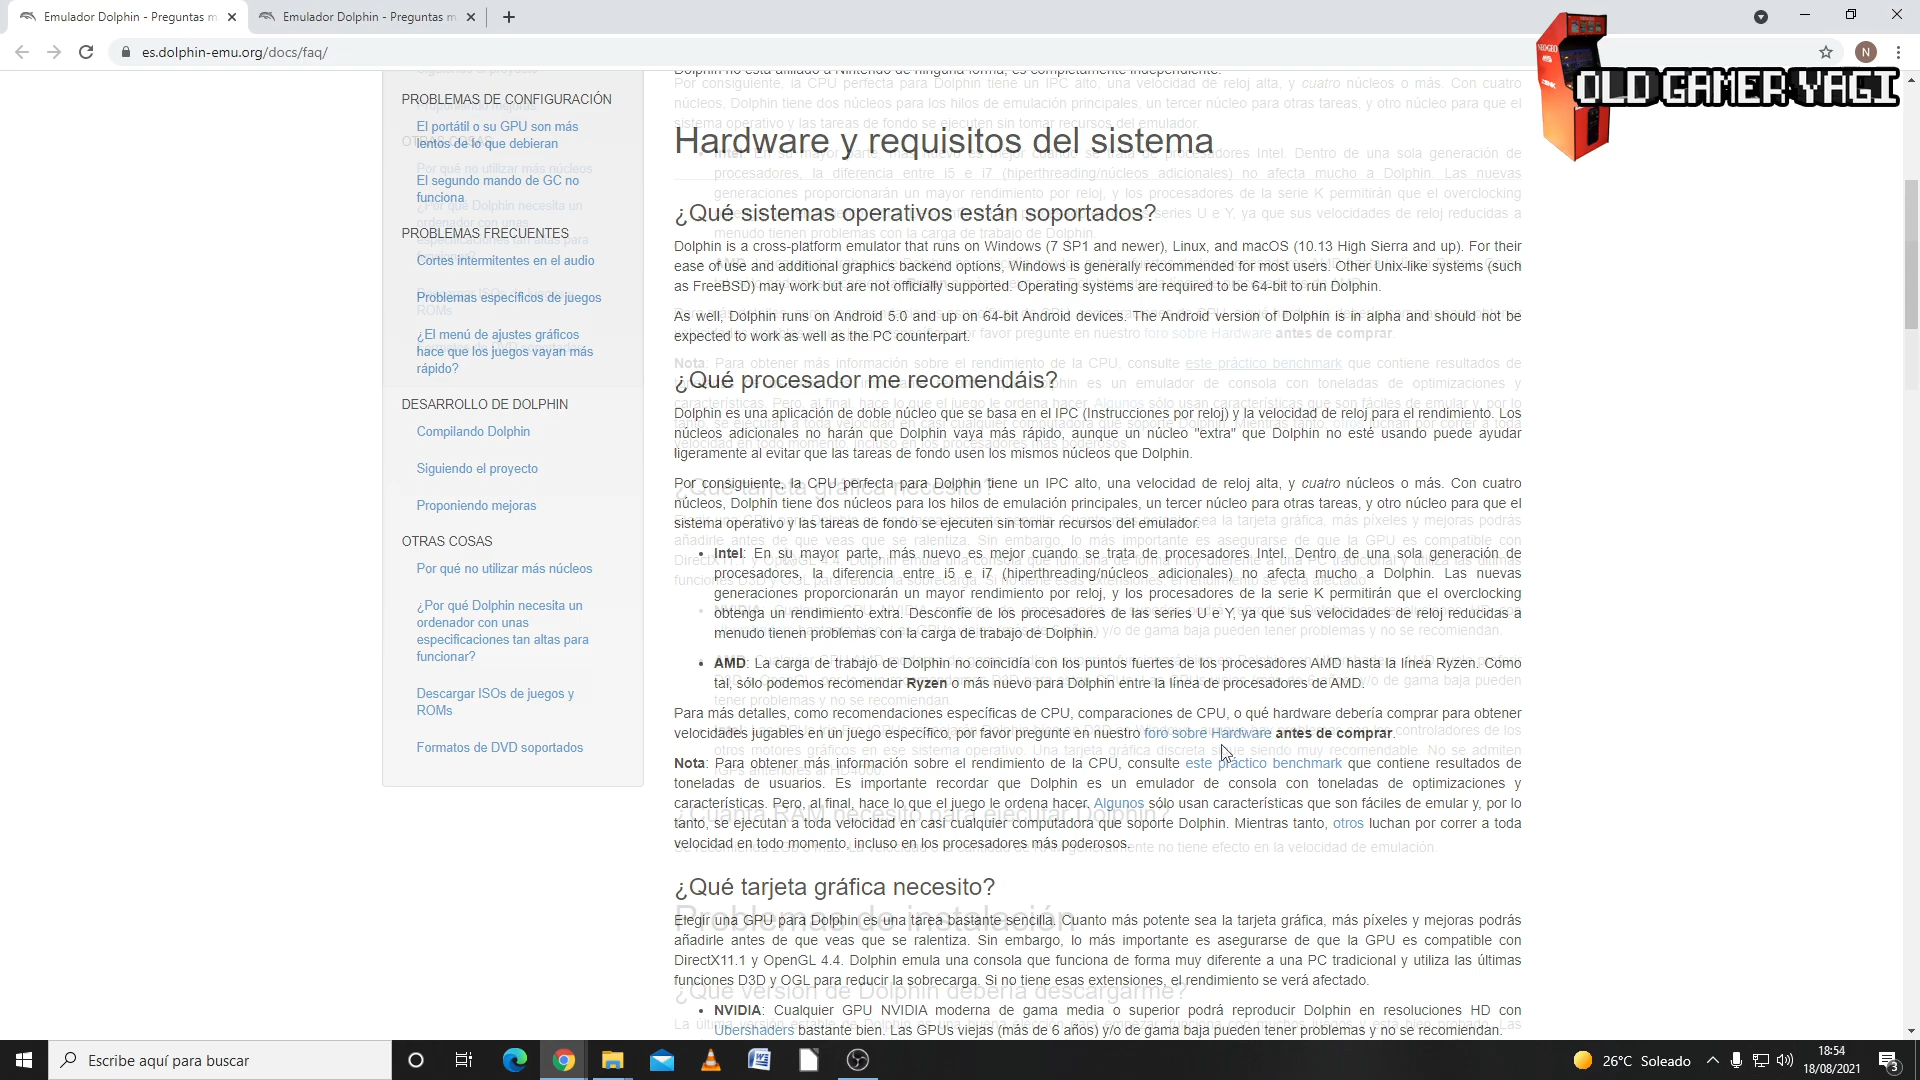 Emulador Dolphin - Preguntas m
Emulador Dolphin - Preguntas m
es.dolphin-emu.org/docs/faq/
N
OLD GAMER YAGI
PROBLEMAS DE CONFIGURACIÓN
El portátil o su GPU son más
lentos de lo que debieran
El segundo mando de GC no
funciona
PROBLEMAS FRECUENTES
Cortes intermitentes en el audio
Problemas específicos de juegos
¿El menú de ajustes gráficos
hace que los juegos vayan más
rápido?
DESARROLLO DE DOLPHIN
Compilando Dolphin
Siguiendo el proyecto
Proponiendo mejoras
OTRAS COSAS
Por qué no utilizar más núcleos
¿Por qué Dolphin necesita un
ordenador con unas
especificaciones tan altas para
funcionar?
Descargar ISOs de juegos y
ROMs
Formatos de DVD soportados
Dolphin no está afiliado a Nintendo de ninguna forma, es completamente independiente.
Hardware y requisitos del sistema
¿Qué sistemas operativos están soportados?
Dolphin is a cross-platform emulator that runs on Windows (7 SP1 and newer), Linux, and macOS (10.13 High Sierra and up). For their
ease of use and additional graphics backend options, Windows is generally recommended for most users. Other Unix-like systems (such
as FreeBSD) may work but are not officially supported. Operating systems are required to be 64-bit to run Dolphin.
As well, Dolphin runs on Android 5.0 and up on 64-bit Android devices. The Android version of Dolphin is in alpha and should not be
expected to work as well as the PC counterpart.
¿Qué procesador me recomendáis?
Dolphin es una aplicación de doble núcleo que se basa en el IPC (Instrucciones por reloj) y la velocidad de reloj para el rendimiento. Los
núcleos adicionales no harán que Dolphin vaya más rápido, aunque un núcleo "extra" que Dolphin no esté usando puede ayudar
ligeramente al evitar que las tareas de fondo usen los mismos núcleos que Dolphin.
Por consiguiente, la CPU perfecta para Dolphin tiene un IPC alto, una velocidad de reloj alta, y cuatro núcleos o más. Con cuatro
núcleos, Dolphin tiene dos núcleos para los hilos de emulación principales, un tercer núcleo para otras tareas, y otro núcleo para que el
sistema operativo y las tareas de fondo se ejecuten sin tomar recursos del emulador.
• Intel: En su mayor parte, más nuevo es mejor cuando se trata de procesadores Intel. Dentro de una sola generación de
procesadores, la diferencia entre i5 e i7 (hiperthreading/núcleos adicionales) no afecta mucho a Dolphin. Las nuevas
generaciones proporcionarán un mayor rendimiento por reloj, y los procesadores de la serie K permitirán que el overclocking
obtenga un rendimiento extra. Desconfíe de los procesadores de las series U e Y, ya que sus velocidades de reloj reducidas a
menudo tienen problemas con la carga de trabajo de Dolphin.
• AMD: La carga de trabajo de Dolphin no coincidía con los puntos fuertes de los procesadores AMD hasta la línea Ryzen. Como
tal, sólo podemos recomendar Ryzen o más nuevo para Dolphin entre la línea de procesadores de AMD.
Para más detalles, como recomendaciones específicas de CPU, comparaciones de CPU, o qué hardware debería comprar para obtener
velocidades jugables en un juego específico, por favor pregunte en nuestro foro sobre Hardware antes de comprar.
Nota: Para obtener más información sobre el rendimiento de la CPU, consulte este práctico benchmark que contiene resultados de
toneladas de usuarios. Es importante recordar que Dolphin es un emulador de consola con toneladas de optimizaciones y
características. Pero, al final, hace lo que el juego le ordena hacer. Algunos sólo usan características que son fáciles de emular y, por lo
tanto, se ejecutan a toda velocidad en casi cualquier computadora que soporte Dolphin. Mientras tanto, otros luchan por correr a toda
velocidad en todo momento, incluso en los procesadores más poderosos.
¿Qué tarjeta gráfica necesito?
Elegir una GPU para Dolphin es una tarea bastante sencilla. Cuanto más potente sea la tarjeta gráfica, más píxeles y mejoras podrás
añadirle antes de que veas que se ralentiza. Sin embargo, lo más importante es asegurarse de que la GPU es compatible con
DirectX11.1 y OpenGL 4.4. Dolphin emula una consola que funciona de forma muy diferente a una PC tradicional y utiliza las últimas
funciones D3D y OGL para reducir la sobrecarga. Si no tiene esas extensiones, el rendimiento se verá afectado.
• NVIDIA: Cualquier GPU NVIDIA moderna de gama media o superior podrá reproducir Dolphin en resoluciones HD con
Ubershaders bastante bien. Las GPUs viejas (más de 6 años) y/o de gama baja pueden tener problemas y no se recomiendan.
Escribe aquí para buscar
26°C Soleado
18:54
18/08/2021
3